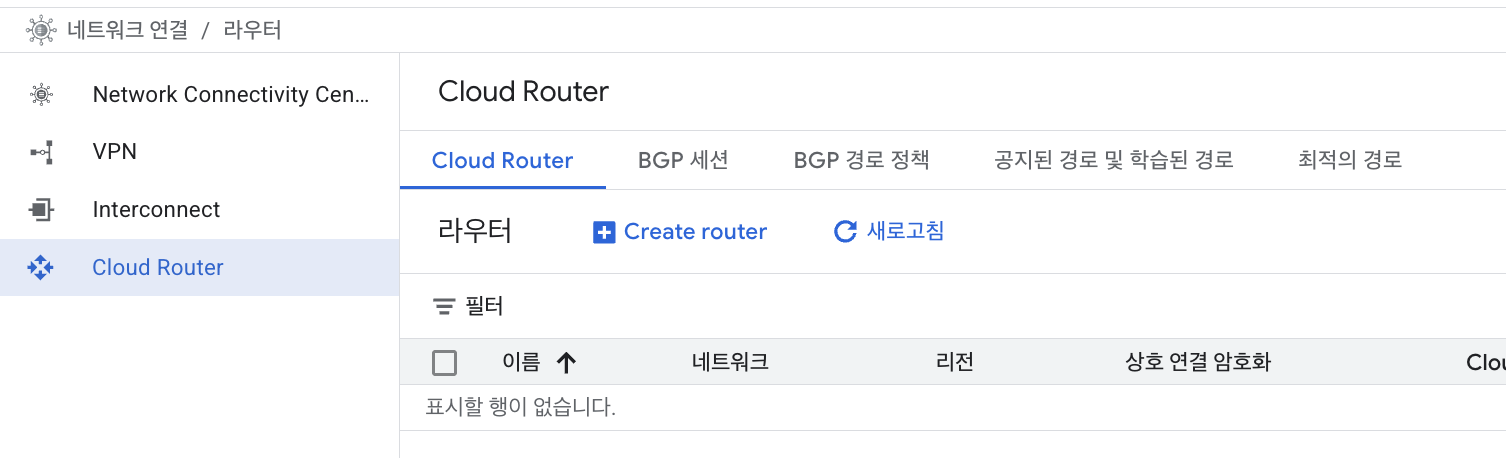 네트워크 연결 / 라우터
Network Connectivity Cen...
VPN
Interconnect
Cloud Router
Cloud Router
Cloud Router BGP 세션 BGP 경로 정책 공지된 경로 및 학습된 경로 최적의 경로
라우터 Create router 새로고침
필터
이름 네트워크 리전 상호 연결 암호화 Clou
표시할 행이 없습니다.